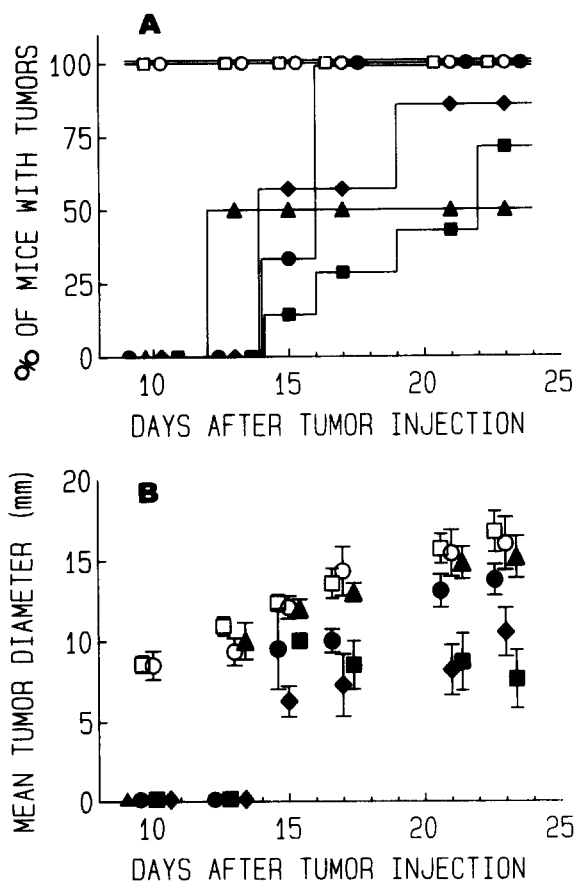 A
% OF MICE WITH TUMORS
100
75
50
25
0
10 15 20 25
DAYS AFTER TUMOR INJECTION
B
MEAN TUMOR DIAMETER (mm)
20
15
10
5
0
10 15 20 25
DAYS AFTER TUMOR INJECTION